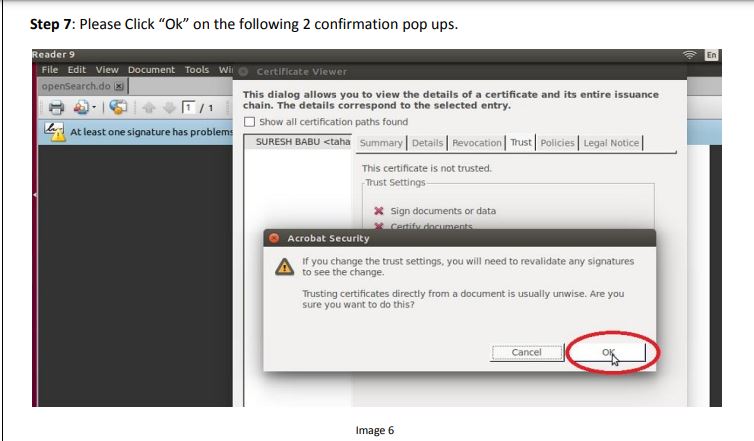 Step 7: Please Click “Ok” on the following 2 confirmation pop ups.
Reader 9
En
File Edit View Document Tools Wi
Certificate Viewer
openSearch.do
This dialog allows you to view the details of a certificate and its entire issuance
chain. The details correspond to the selected entry.
1 / 1
Show all certification paths found
At least one signature has problems
SURESH BABU <taha
Summary Details Revocation Trust Policies Legal Notice
This certificate is not trusted.
Trust Settings
Sign documents or data
Certify documents
Acrobat Security
If you change the trust settings, you will need to revalidate any signatures
to see the change.
Trusting certificates directly from a document is usually unwise. Are you
sure you want to do this?
Cancel OK
Image 6